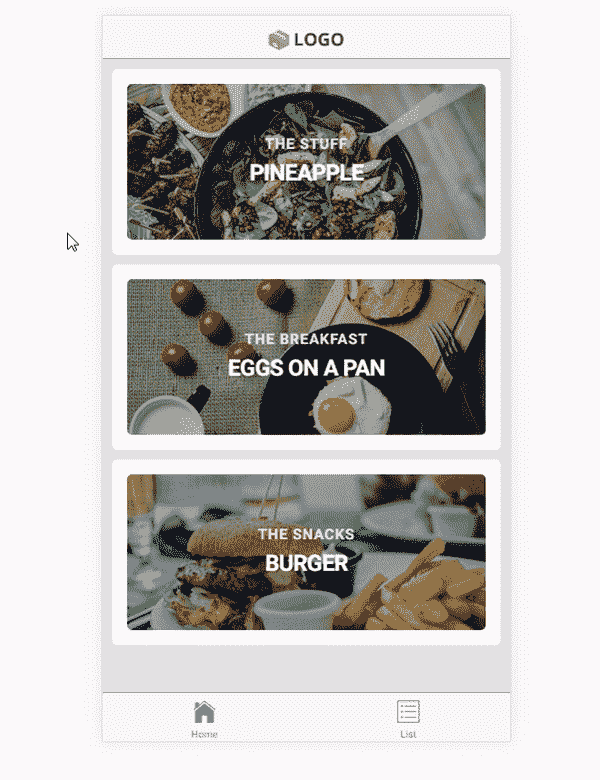 LOGO
THE STUFF
PINEAPPLE
THE BREAKFAST
EGGS ON A PAN
THE SNACKS
BURGER
Home
List